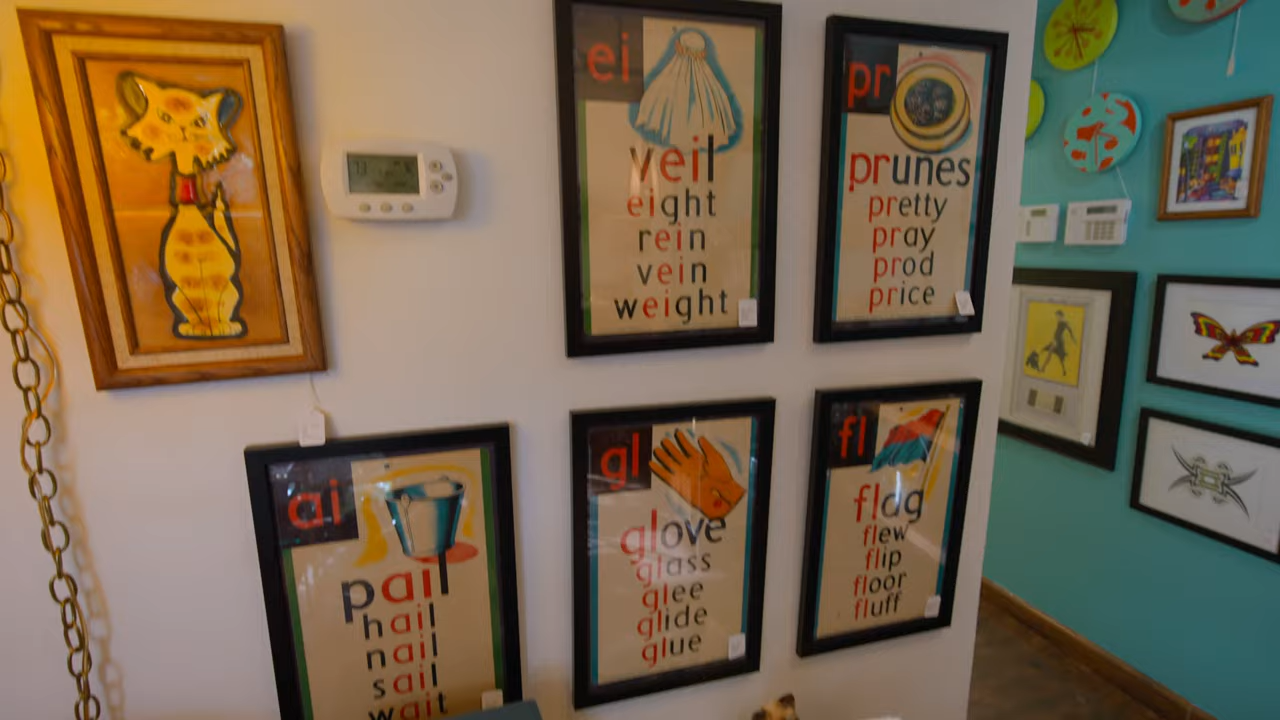 ei
veil
eight
rein
vein
weight
pr
prunes
pretty
pray
prod
price
ai
pail
hail
nail
sail
wait
gl
glove
glass
glee
glide
glue
fl
flag
flew
flip
floor
fluff